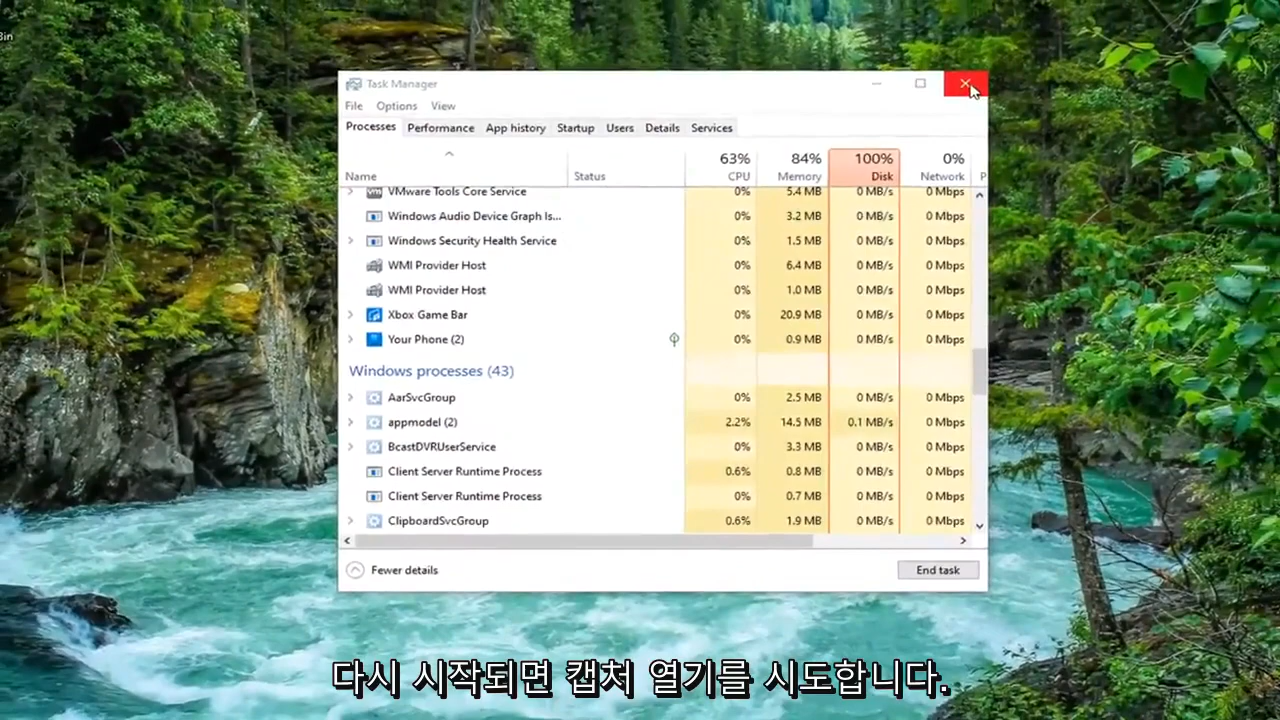 Bin
Task Manager
File Options View
Processes Performance App history Startup Users Details Services
63% 84% 100% 0%
Name Status CPU Memory Disk Network P
VMware Tools Core Service 0% 5.4 MB 0 MB/s 0 Mbps
Windows Audio Device Graph Is... 0% 3.2 MB 0 MB/s 0 Mbps
Windows Security Health Service 0% 1.5 MB 0 MB/s 0 Mbps
WMI Provider Host 0% 6.4 MB 0 MB/s 0 Mbps
WMI Provider Host 0% 1.0 MB 0 MB/s 0 Mbps
Xbox Game Bar 0% 20.9 MB 0 MB/s 0 Mbps
Your Phone (2) 0% 0.9 MB 0 MB/s 0 Mbps
Windows processes (43)
AarSvcGroup 0% 2.5 MB 0 MB/s 0 Mbps
appmodel (2) 2.2% 14.5 MB 0.1 MB/s 0 Mbps
BcastDVRUserService 0% 3.3 MB 0 MB/s 0 Mbps
Client Server Runtime Process 0.6% 0.8 MB 0 MB/s 0 Mbps
Client Server Runtime Process 0% 0.7 MB 0 MB/s 0 Mbps
ClipboardSvcGroup 0.6% 1.9 MB 0 MB/s 0 Mbps
Fewer details End task
다시 시작되면 캡처 열기를 시도합니다.